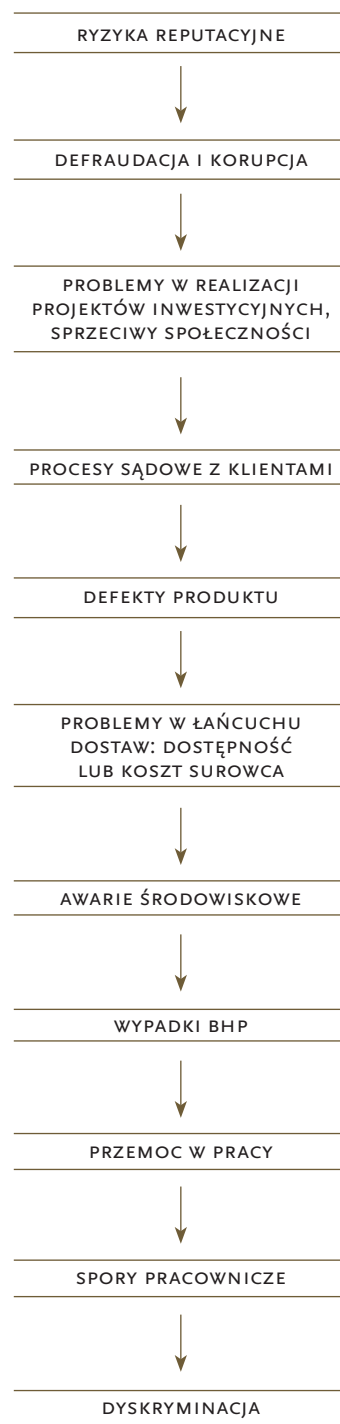 RYZYKA REPUTACYJNE
DEFRAUDACJA I KORUPCJA
PROBLEMY W REALIZACJI
PROJEKTÓW INWESTYCYJNYCH,
SPRZECIWY SPOŁECZNOŚCI
PROCESY SĄDOWE Z KLIENTAMI
DEFEKTY PRODUKTU
PROBLEMY W ŁAŃCUCHU
DOSTAW: DOSTĘPNOŚĆ
LUB KOSZT SUROWCA
AWARIE ŚRODOWISKOWE
WYPADKI BHP
PRZEMOC W PRACY
SPORY PRACOWNICZE
DYSKRYMINACJA